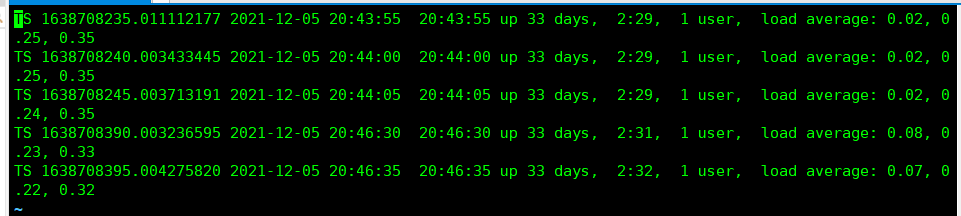 TS 1638708235.011112177 2021-12-05 20:43:55  20:43:55 up 33 days,  2:29,  1 user,  load average: 0.02, 0
.25, 0.35
TS 1638708240.003433445 2021-12-05 20:44:00  20:44:00 up 33 days,  2:29,  1 user,  load average: 0.02, 0
.25, 0.35
TS 1638708245.003713191 2021-12-05 20:44:05  20:44:05 up 33 days,  2:29,  1 user,  load average: 0.02, 0
.24, 0.35
TS 1638708390.003236595 2021-12-05 20:46:30  20:46:30 up 33 days,  2:31,  1 user,  load average: 0.08, 0
.23, 0.33
TS 1638708395.004275820 2021-12-05 20:46:35  20:46:35 up 33 days,  2:32,  1 user,  load average: 0.07, 0
.22, 0.32
~